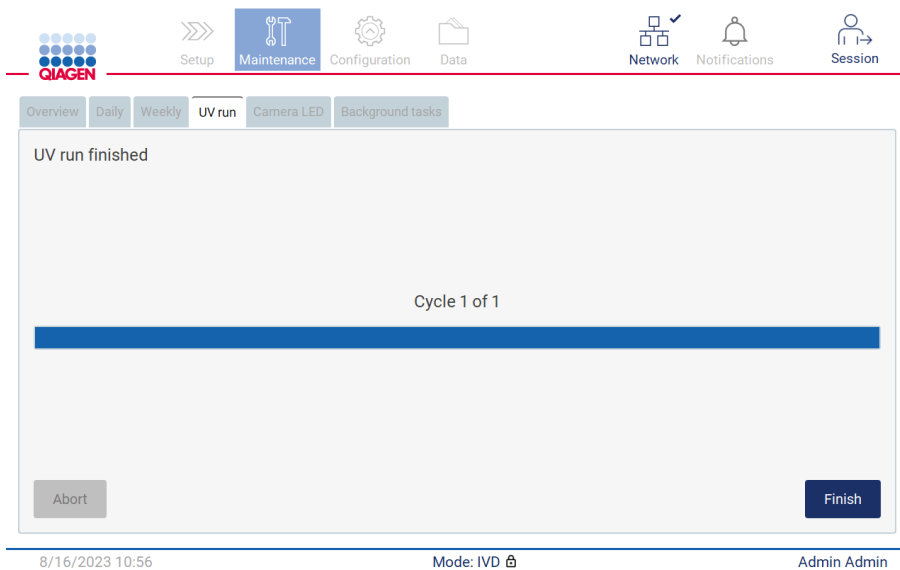 QIAGEN
Setup
Maintenance
Configuration
Data
Network
Notifications
Session
Overview
Daily
Weekly
UV run
Camera LED
Background tasks
UV run finished
Cycle 1 of 1
Abort
Finish
8/16/2023 10:56
Mode: IVD
Admin Admin